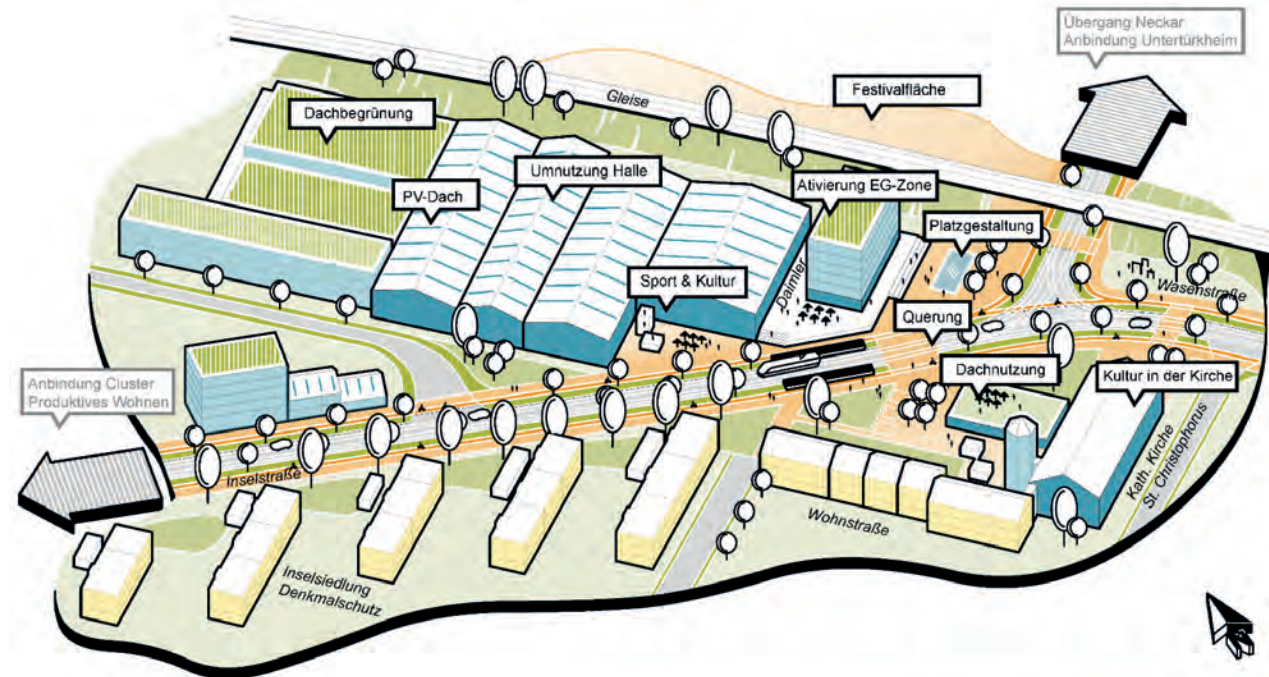 Übergang Neckar
Anbindung Untertürkheim
Gleise
Festivalfläche
Dachbegrünung
Umnutzung Halle
Ativierung EG-Zone
PV-Dach
Platzgestaltung
Sport & Kultur
Daimler
Wasenstraße
Querung
Anbindung Cluster
Produktives Wohnen
Dachnutzung
Kultur in der Kirche
Inselstraße
Kath. Kirche
St. Christophorus
Wohnstraße
Inselsiedlung
Denkmalschutz